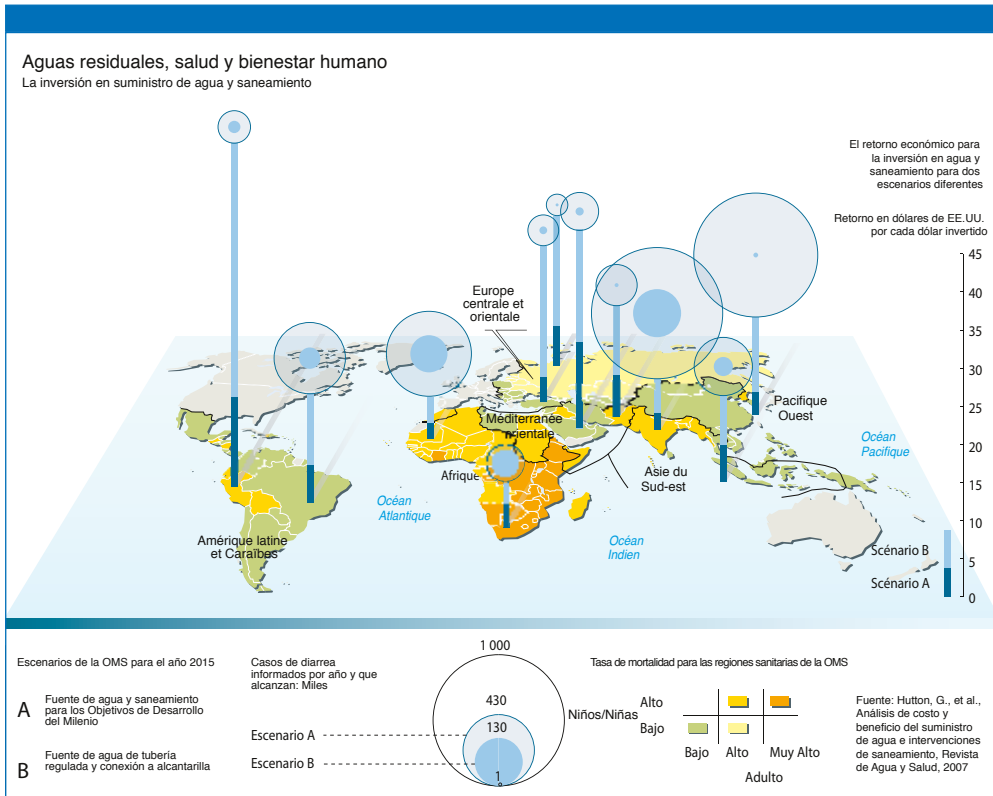 Aguas residuales, salud y bienestar humano
La inversión en suministro de agua y saneamiento
El retorno económico para
la inversión en agua y
saneamiento para dos
escenarios diferentes
Retorno en dólares de EE.UU.
por cada dólar invertido
45
40
35
30
25
20
15
10
5
0
Scénario B
Scénario A
Europe
centrale et
orientale
Méditerranée
orientale
Pacifique
Ouest
Océan
Pacifique
Afrique
Asie du
Sud-est
Océan
Atlantique
Océan
Indien
Amérique latine
et Caraïbes
Escenarios de la OMS para el año 2015
A
Fuente de agua y saneamiento
para los Objetivos de Desarrollo
del Milenio
B
Fuente de agua de tubería
regulada y conexión a alcantarilla
Casos de diarrea
informados por año y que
alcanzan: Miles
Escenario A
Escenario B
1 000
430
130
1
Tasa de mortalidad para las regiones sanitarias de la OMS
Niños/Niñas
Alto
Bajo
Bajo
Alto
Muy Alto
Adulto
Fuente: Hutton, G., et al.,
Análisis de costo y
beneficio del suministro
de agua e intervenciones
de saneamiento, Revista
de Agua y Salud, 2007